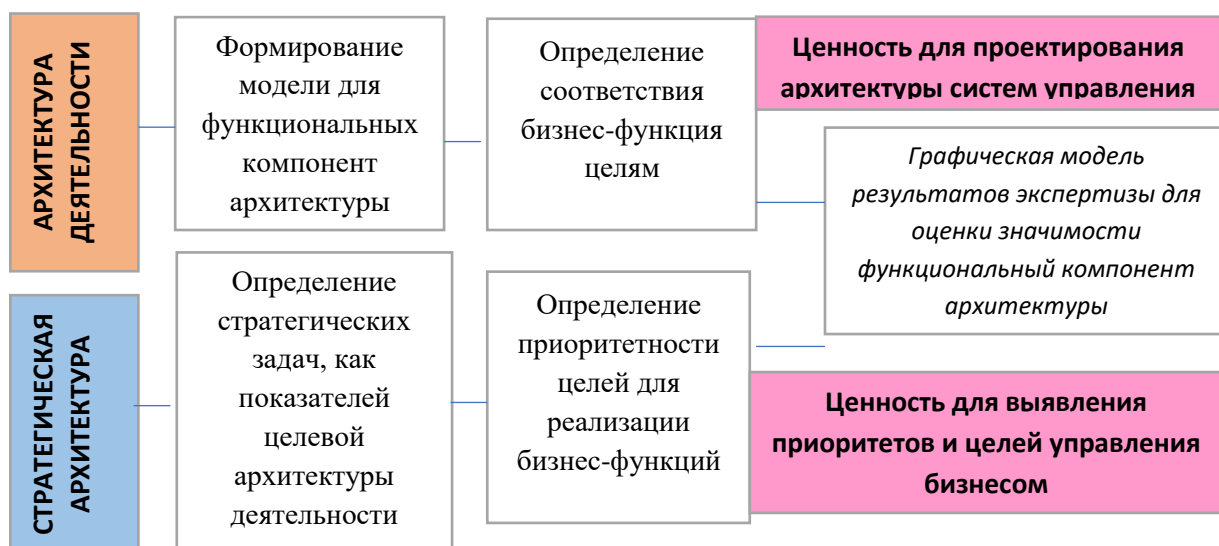 АРХИТЕКТУРА
ДЕЯТЕЛЬНОСТИ
Формирование
модели для
функциональных
компонент
архитектуры
Определение
соответствия
бизнес-функция
целям
Ценность для проектирования
архитектуры систем управления
Графическая модель
результатов экспертизы для
оценки значимости
функциональный компонент
архитектуры
СТРАТЕГИЧЕСКАЯ
АРХИТЕКТУРА
Определение
стратегических
задач, как
показателей
целевой
архитектуры
деятельности
Определение
приоритетности
целей для
реализации
бизнес-функций
Ценность для выявления
приоритетов и целей управления
бизнесом